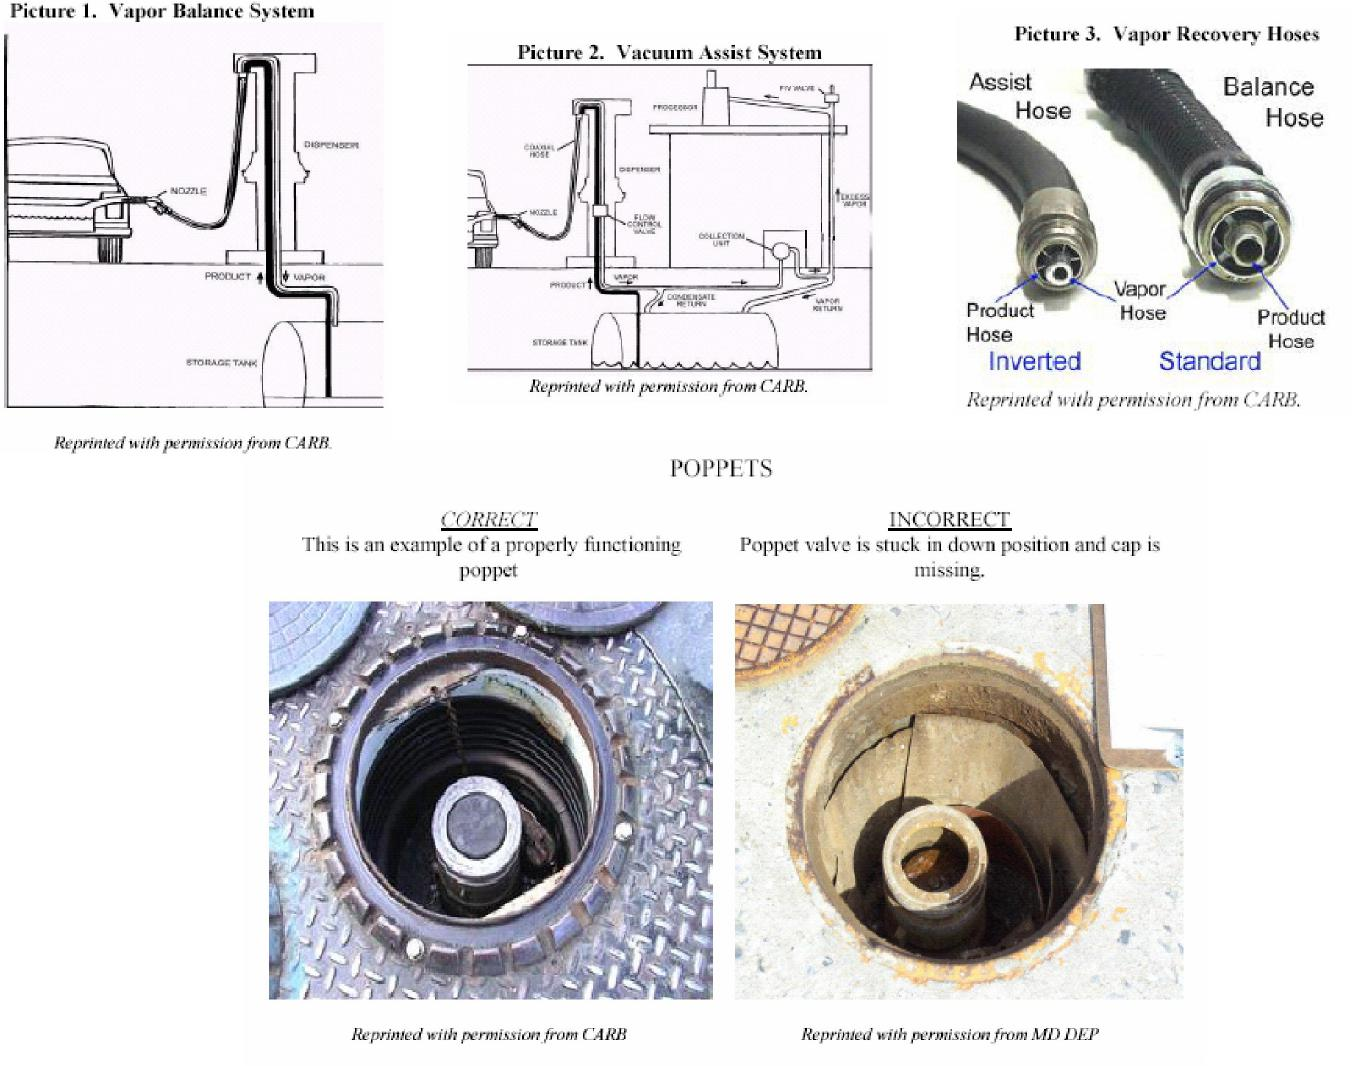 Picture 1. Vapor Balance System
NOZZLE
DISPENSER
PRODUCT
VAPOR
STORAGE TANK
Reprinted with permission from CARB.
Picture 2. Vacuum Assist System
PROCESSOR
P/V VALVE
COAXIAL
HOSE
DISPENSER
NOZZLE
FLOW
CONTROL
VALVE
COLLECTION
UNIT
EXCESS
VAPOR
PRODUCT
VAPOR
CONDENSATE
RETURN
VAPOR
RETURN
STORAGE TANK
Reprinted with permission from CARB.
Picture 3. Vapor Recovery Hoses
Assist
Hose
Balance
Hose
Product
Hose
Vapor
Hose
Product
Hose
Inverted
Standard
Reprinted with permission from CARB.
POPPETS
CORRECT
This is an example of a properly functioning
poppet
INCORRECT
Poppet valve is stuck in down position and cap is
missing.
Reprinted with permission from CARB
Reprinted with permission from MD DEP